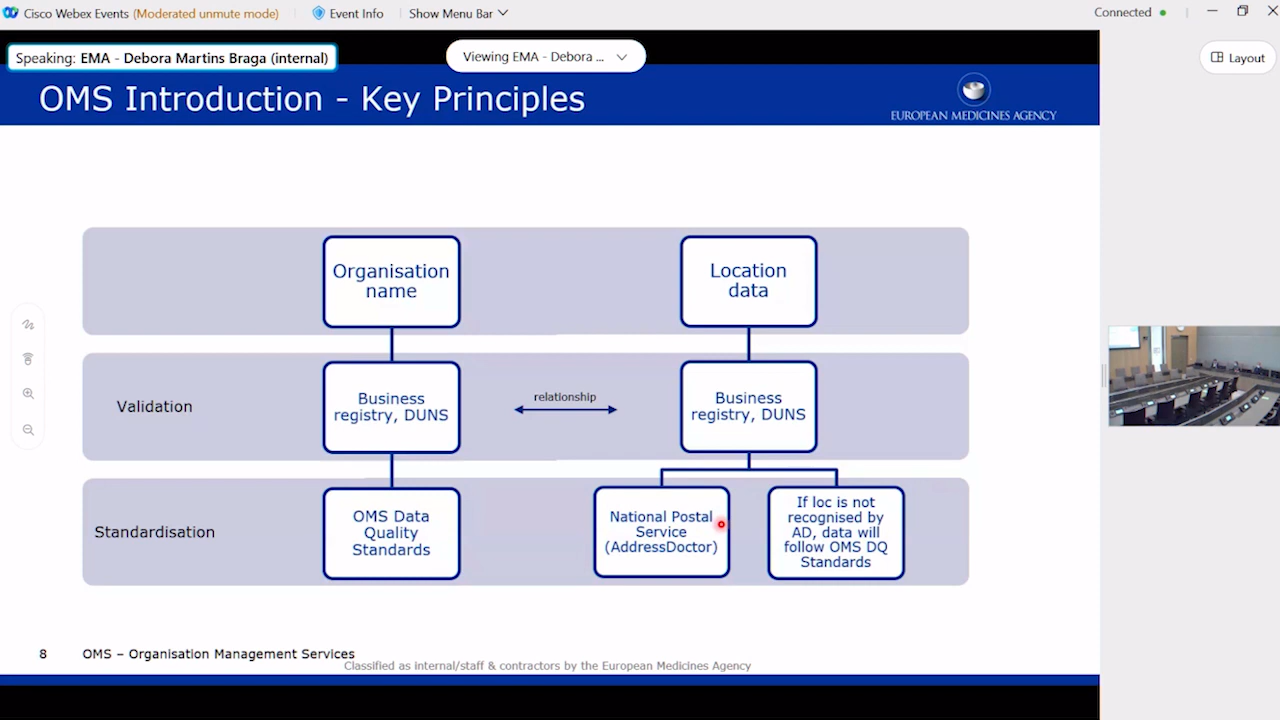 Cisco Webex Events (Moderated unmute mode)
Event Info
Show Menu Bar
Connected
Speaking: EMA - Debora Martins Braga (internal)
Viewing EMA - Debora ...
Layout
OMS Introduction - Key Principles
EUROPEAN MEDICINES AGENCY
Organisation
name
Location
data
Validation
Business
registry, DUNS
relationship
Business
registry, DUNS
Standardisation
OMS Data
Quality
Standards
National Postal
Service
(AddressDoctor)
If loc is not
recognised by
AD, data will
follow OMS DQ
Standards
8
OMS – Organisation Management Services
Classified as internal/staff & contractors by the European Medicines Agency